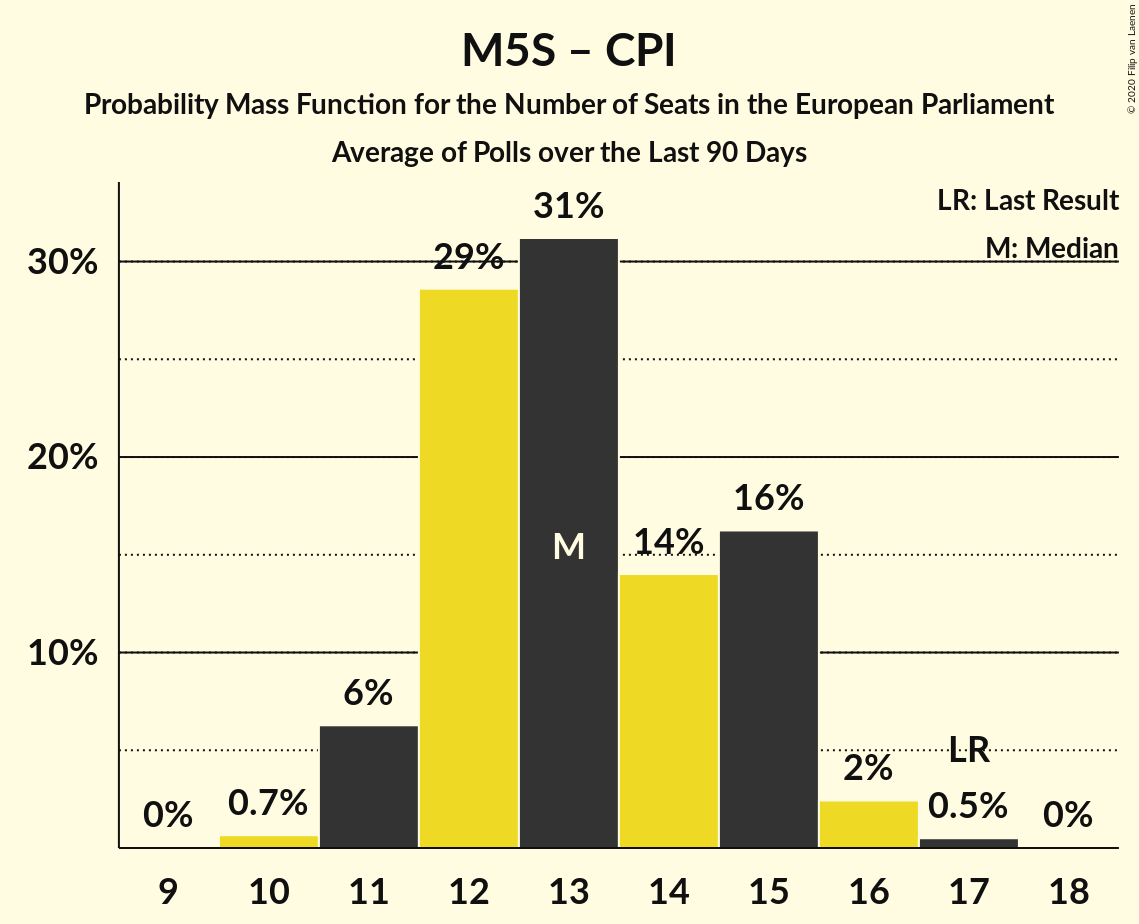 M5S – CPI
Probability Mass Function for the Number of Seats in the European Parliament
Average of Polls over the Last 90 Days
© 2020 Filip van Laenen
LR: Last Result
M: Median
30%
20%
10%
0%
0.7%
6%
29%
31%
M
14%
16%
2%
LR
0.5%
0%
9 10 11 12 13 14 15 16 17 18